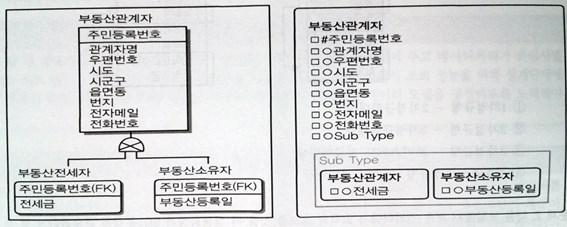 부동산관계자
주민등록번호
관계자명
우편번호
시도
시군구
읍면동
번지
전자메일
전화번호
부동산전세자
주민등록번호(FK)
전세금
부동산소유자
주민등록번호(FK)
부동산등록일
부동산관계자
□#주민등록번호
□○관계자명
□○우편번호
□○시도
□○시군구
□○읍면동
□○번지
□○전자메일
□○전화번호
□○Sub Type
Sub Type
부동산관계자
□○전세금
부동산소유자
□○부동산등록일